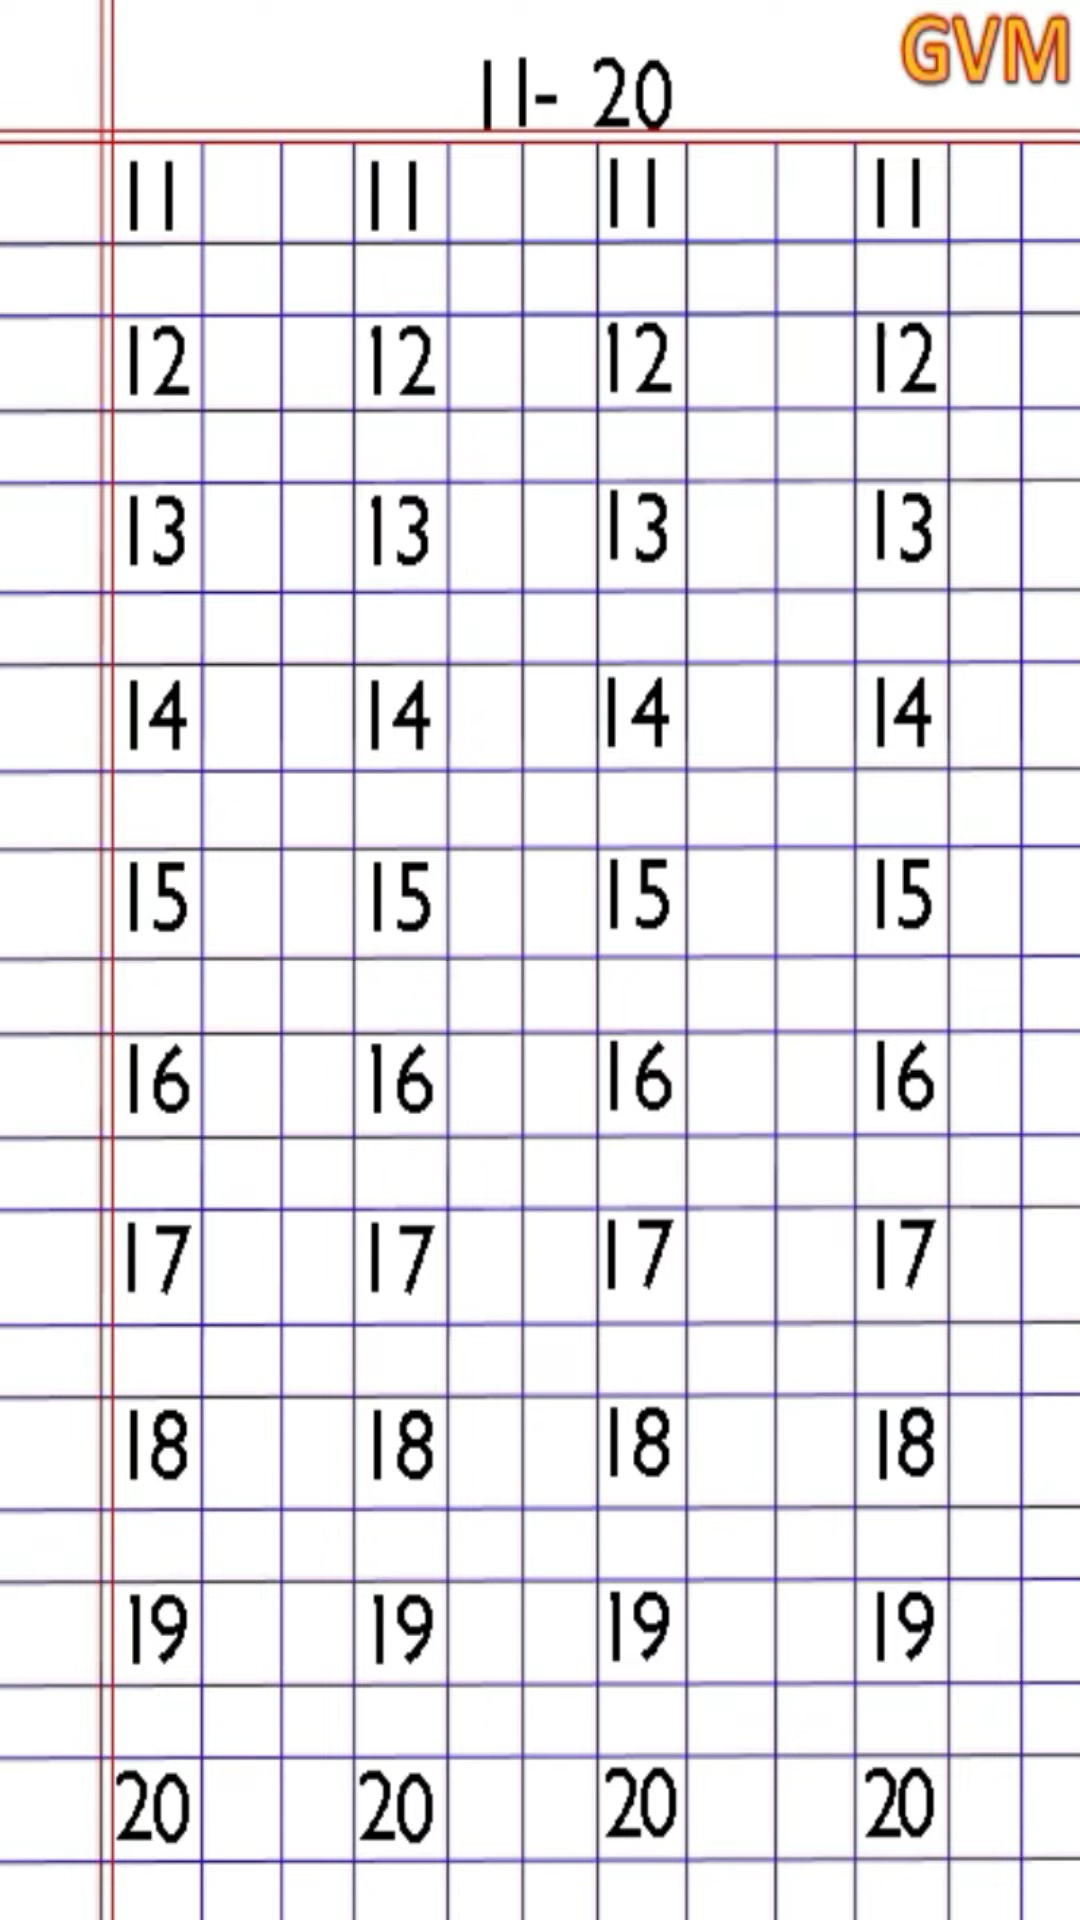 GVM
11- 20
11 11 11 11
12 12 12 12
13 13 13 13
14 14 14 14
15 15 15 15
16 16 16 16
17 17 17 17
18 18 18 18
19 19 19 19
20 20 20 20